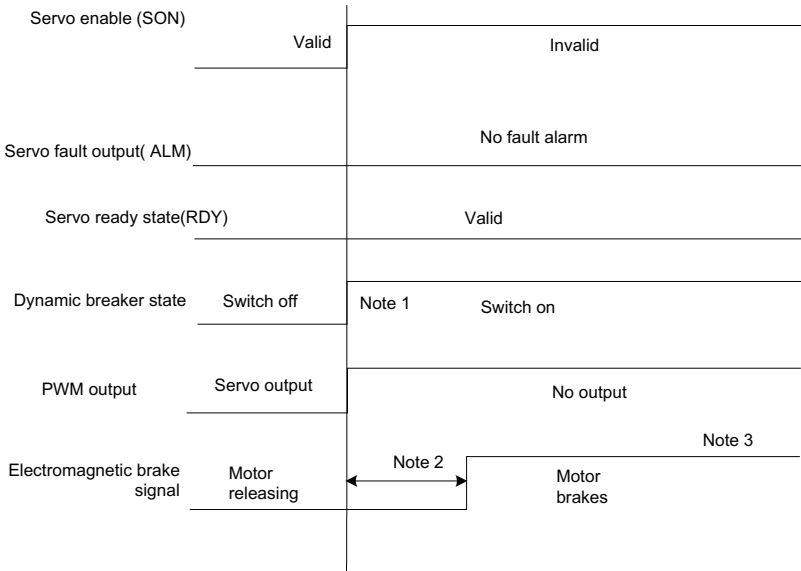 Servo enable (SON)
Valid
Invalid
No fault alarm
Servo fault output( ALM)
Servo ready state(RDY)
Valid
Dynamic breaker state
Switch off
Note 1
Switch on
PWM output
Servo output
No output
Note 3
Electromagnetic brake
signal
Motor
releasing
Note 2
Motor
brakes